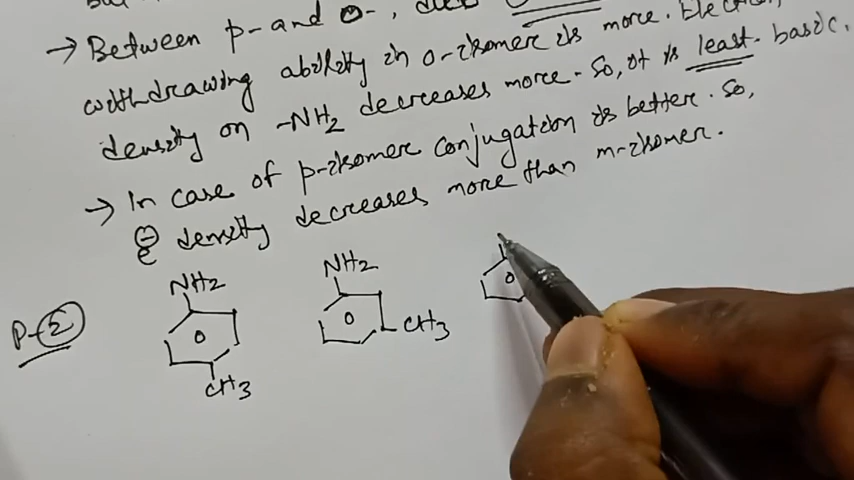 → Between p- and o-,
withdrawing ability in o-isomer is more.
density on -NH2 decreases more. So, it is least basic.
→ In case of p-isomer conjugation is better. So,
e⊖ density decreases more than m-isomer.
P-2
NH2 NH2
CH3
CH3